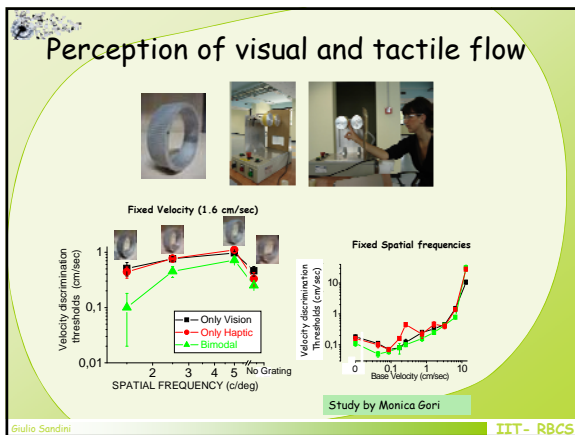 Perception of visual and tactile flow
Fixed Velocity (1.6 cm/sec)
Velocity discrimination
thresholds (cm/sec)
1
0,1
0,01
Only Vision
Only Haptic
Bimodal
2
4
5
No Grating
SPATIAL FREQUENCY (c/deg)
Fixed Spatial frequencies
Velocity discrimination
Thresholds (cm/sec)
10
1
0,1
0
0,1
1
10
Base Velocity (cm/sec)
Study by Monica Gori
Giulio Sandini
IIT- RBCS